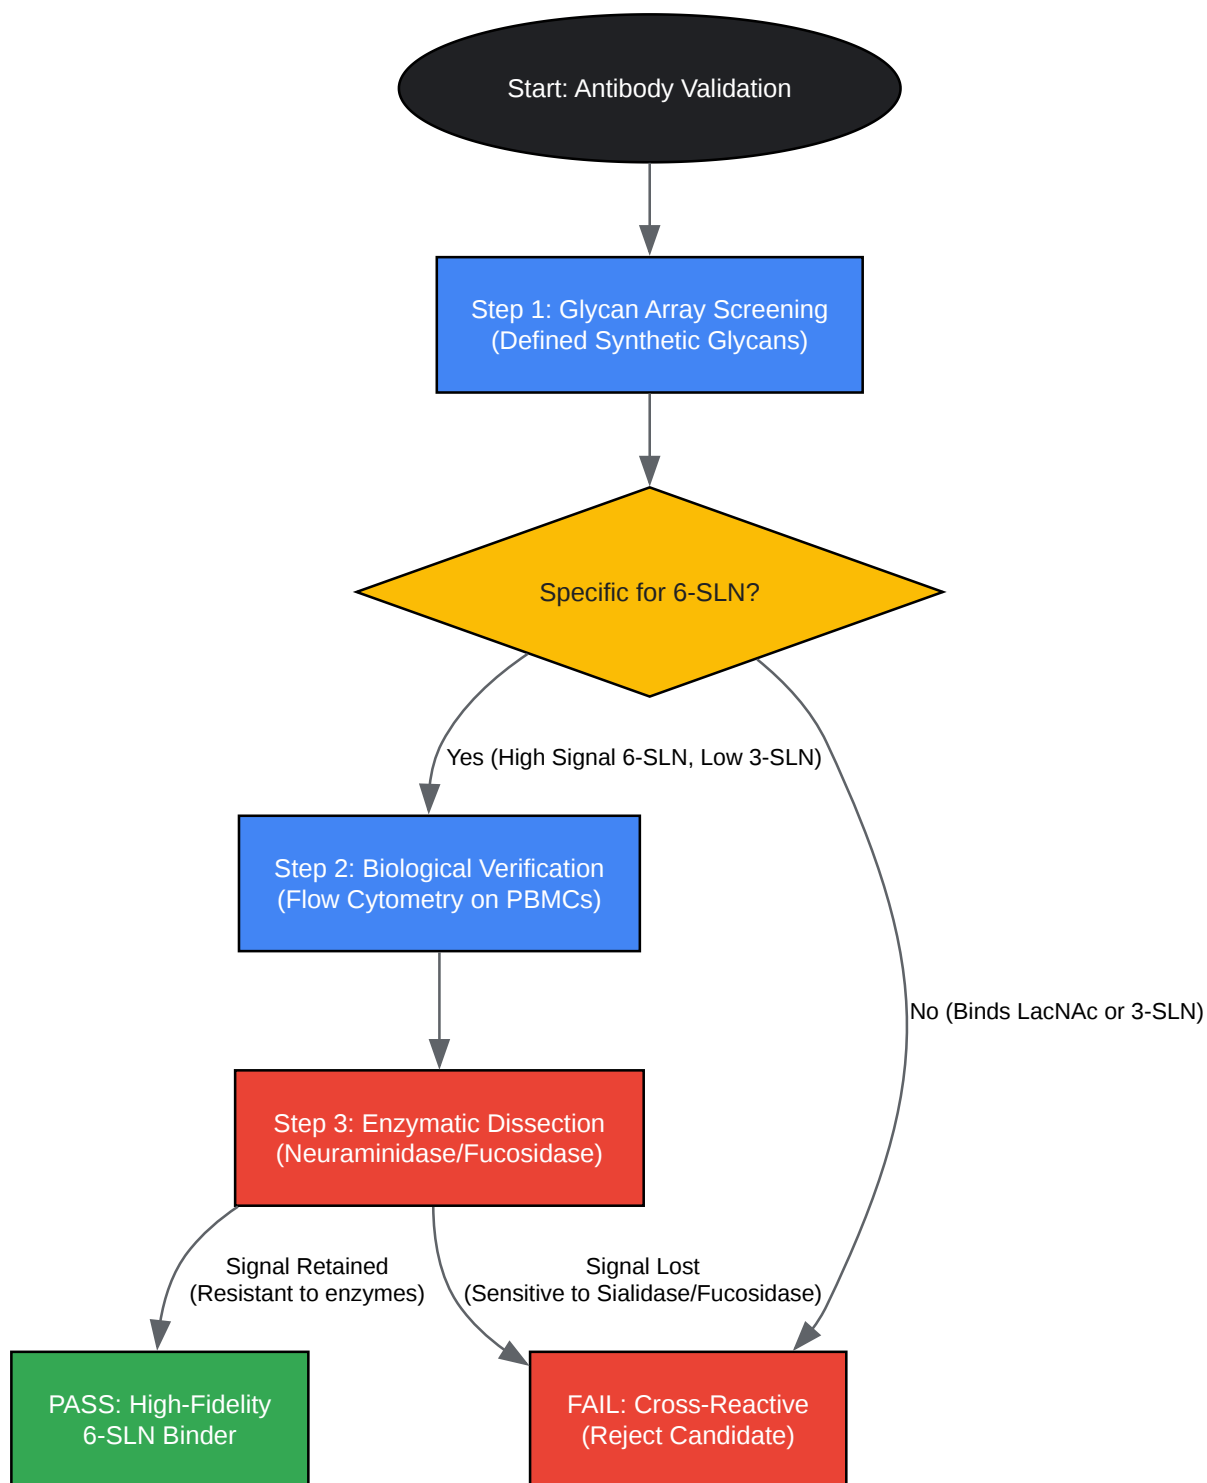 Start: Antibody Validation
Step 1: Glycan Array Screening
(Defined Synthetic Glycans)
Specific for 6-SLN?
Yes (High Signal 6-SLN, Low 3-SLN)
Step 2: Biological Verification
(Flow Cytometry on PBMCs)
No (Binds LacNAc or 3-SLN)
Step 3: Enzymatic Dissection
(Neuraminidase/Fucosidase)
Signal Retained
(Resistant to enzymes)
Signal Lost
(Sensitive to Sialidase/Fucosidase)
PASS: High-Fidelity
6-SLN Binder
FAIL: Cross-Reactive
(Reject Candidate)